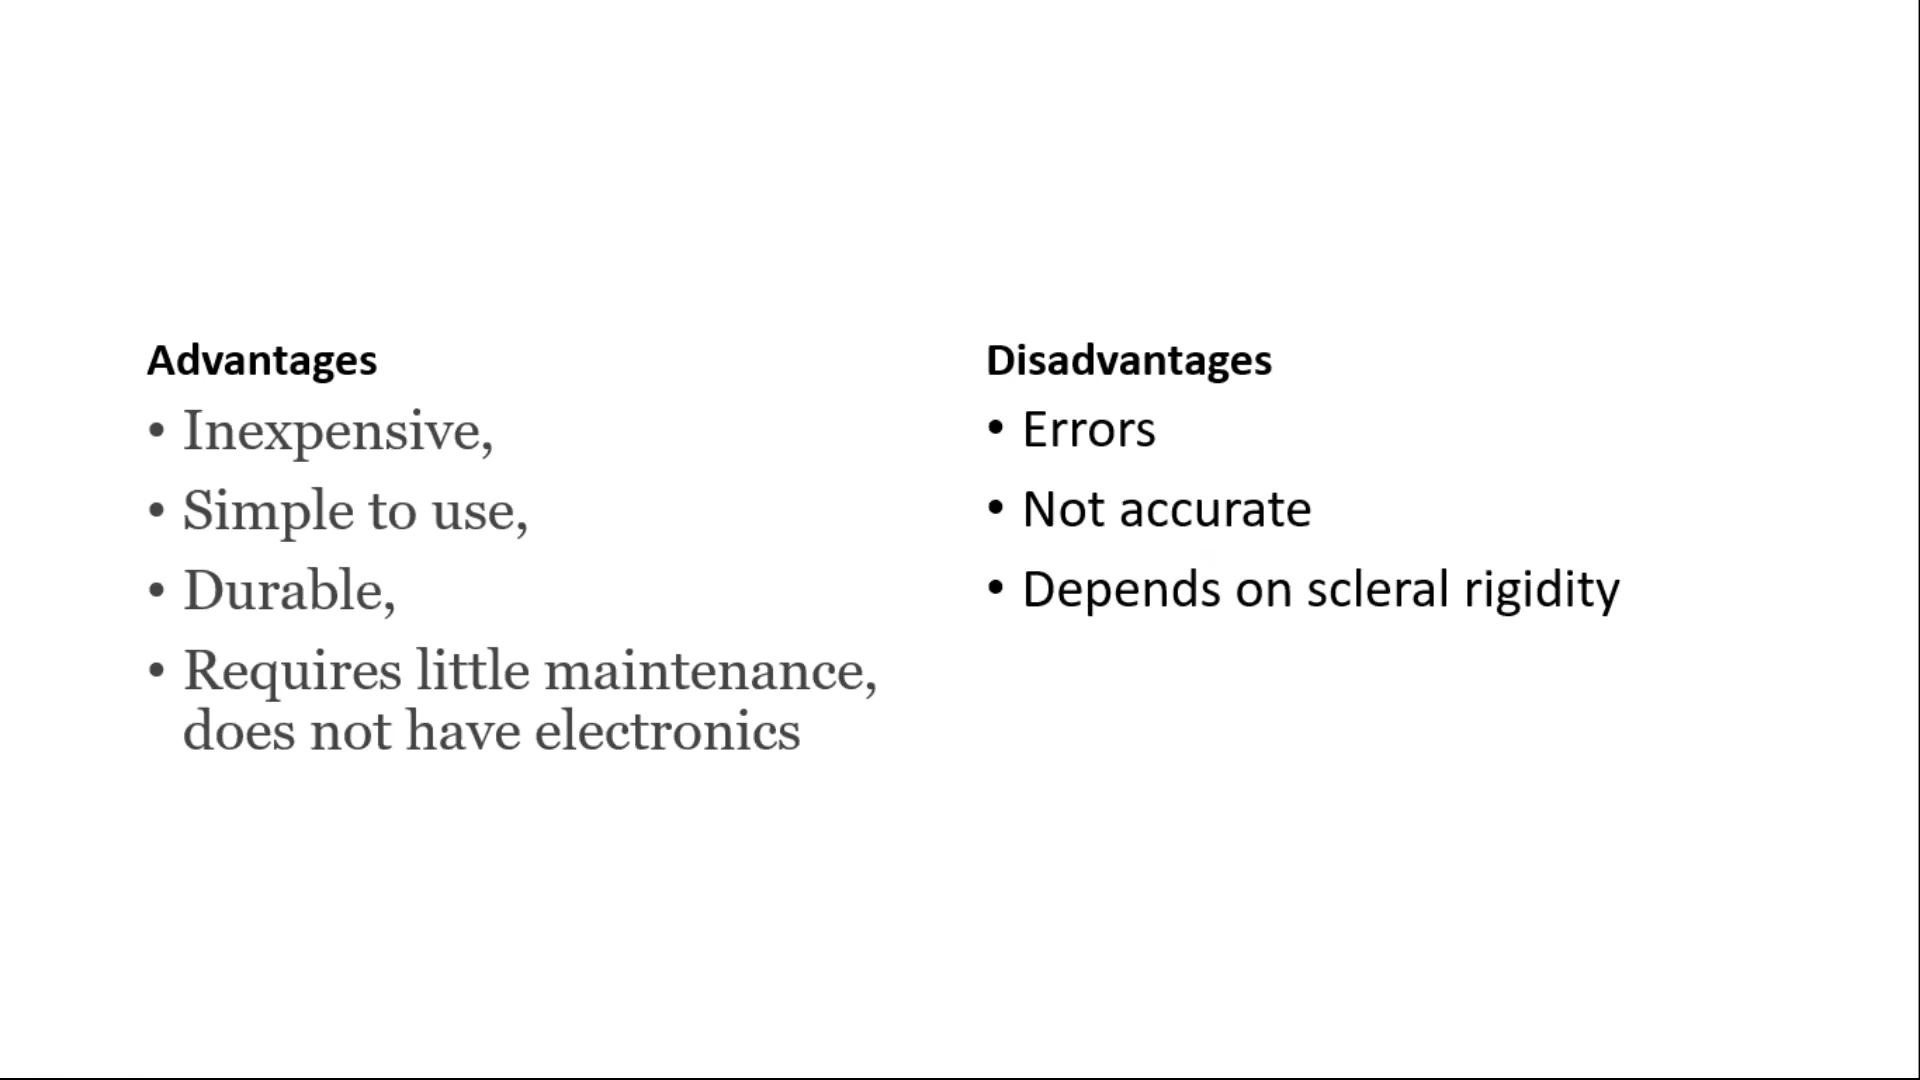 Advantages
• Inexpensive,
• Simple to use,
• Durable,
• Requires little maintenance,
does not have electronics
Disadvantages
• Errors
• Not accurate
• Depends on scleral rigidity